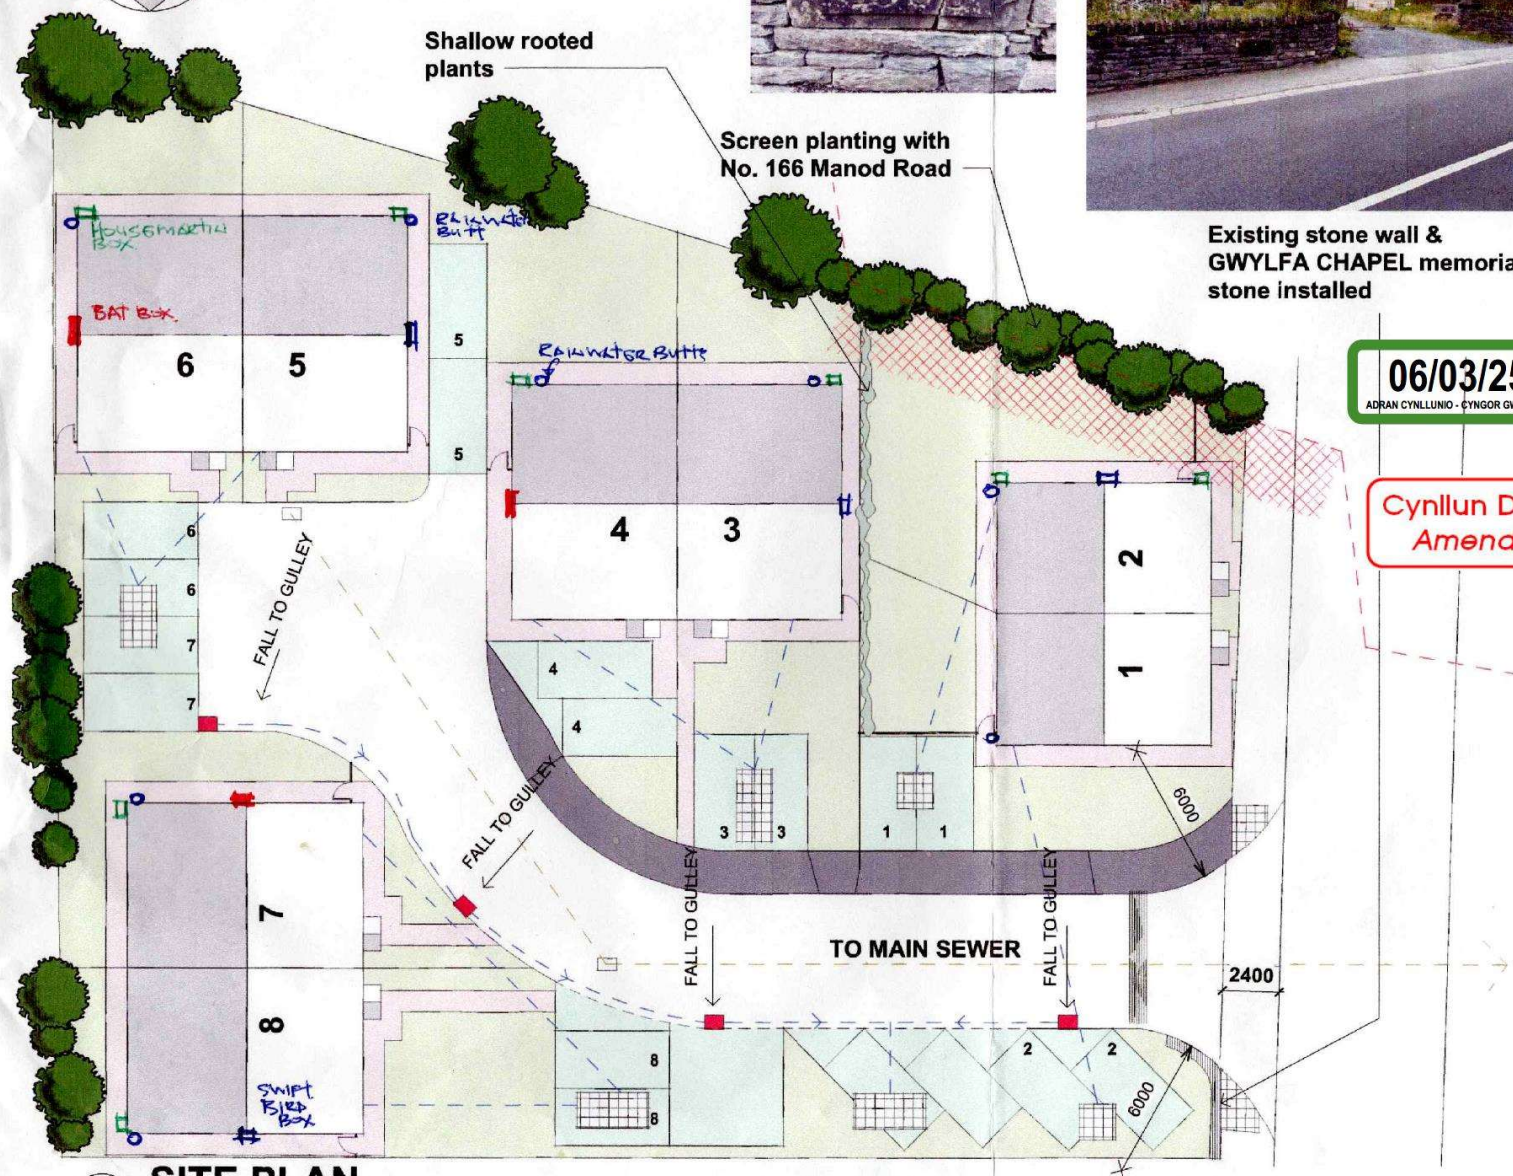 Shallow rooted
plants
Screen planting with
No. 166 Manod Road
Existing stone wall &
GWYLFA CHAPEL memoria
stone installed
06/03/25
ADRAN CYNLLUNIO - CYNGOR GW
Cynllun D
Amend
HOUSEMARTIN
BOX
RAINWATER
BUTT
BAT BOX
6
5
5
5
RAINWATER BUTTS
4
3
2
1
6
6
7
7
FALL TO GULLEY
4
4
3
3
1
1
6000
FALL TO GULLEY
7
8
SWIFT
BIRD
BOX
FALL TO GULLEY
TO MAIN SEWER
FALL TO GULLEY
2400
8
8
2
2
6000
SITE PLAN